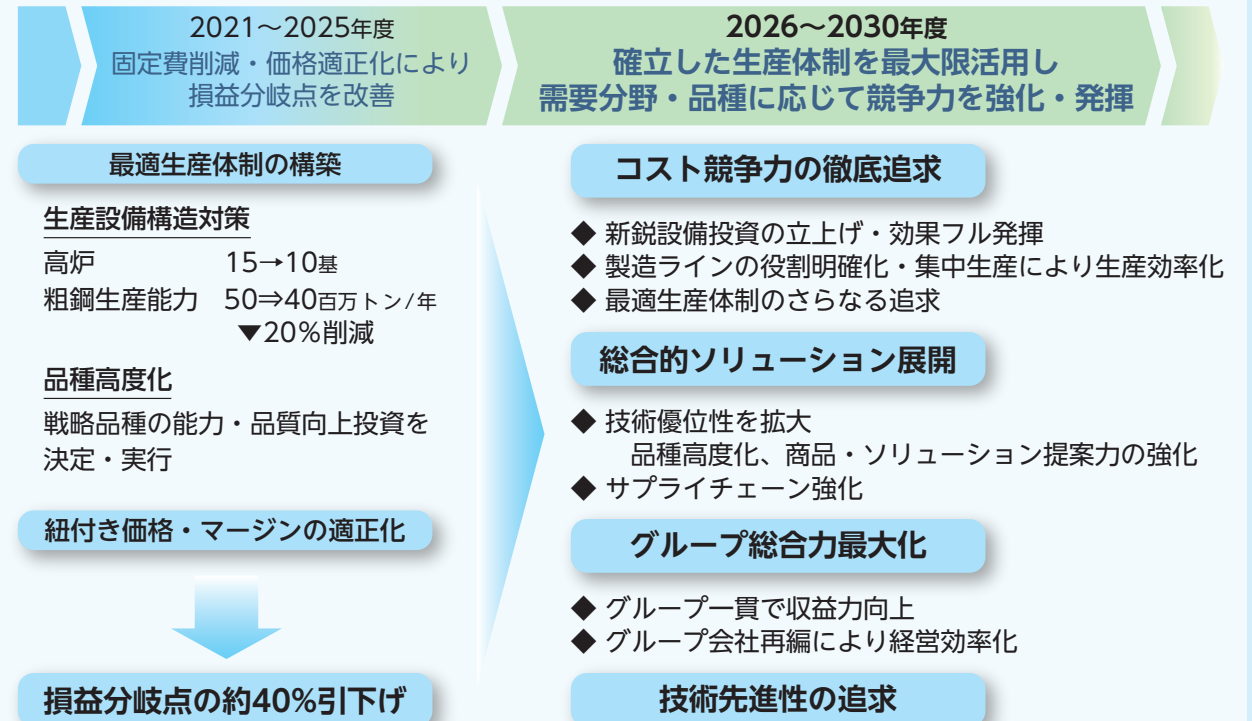 2021～2025年度
固定費削減・価格適正化により
損益分岐点を改善
2026～2030年度
確立した生産体制を最大限活用し
需要分野・品種に応じて競争力を強化・発揮
最適生産体制の構築
生産設備構造対策
高炉 15→10基
粗鋼生産能力 50⇒40百万トン/年
▼20％削減
品種高度化
戦略品種の能力・品質向上投資を
決定・実行
紐付き価格・マージンの適正化
損益分岐点の約40%引下げ
コスト競争力の徹底追求
◆ 新鋭設備投資の立上げ・効果フル発揮
◆ 製造ラインの役割明確化・集中生産により生産効率化
◆ 最適生産体制のさらなる追求
総合的ソリューション展開
◆ 技術優位性を拡大
品種高度化、商品・ソリューション提案力の強化
◆ サプライチェーン強化
グループ総合力最大化
◆ グループ一貫で収益力向上
◆ グループ会社再編により経営効率化
技術先進性の追求